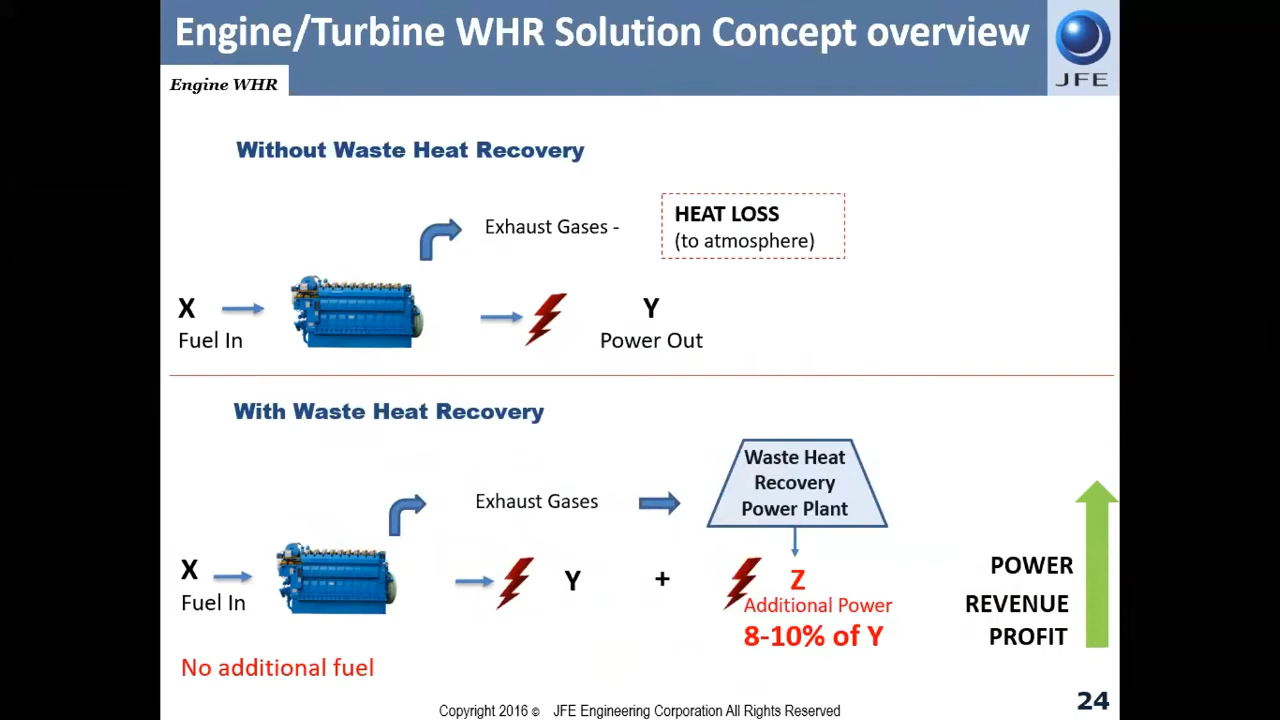 Engine/Turbine WHR Solution Concept overview
JFE
Engine WHR
Without Waste Heat Recovery
Exhaust Gases -
HEAT LOSS
(to atmosphere)
X
Fuel In
Y
Power Out
With Waste Heat Recovery
Exhaust Gases
Waste Heat
Recovery
Power Plant
X
Fuel In
Y
+
Z
Additional Power
8-10% of Y
POWER
REVENUE
PROFIT
No additional fuel
Copyright 2016 © JFE Engineering Corporation All Rights Reserved
24